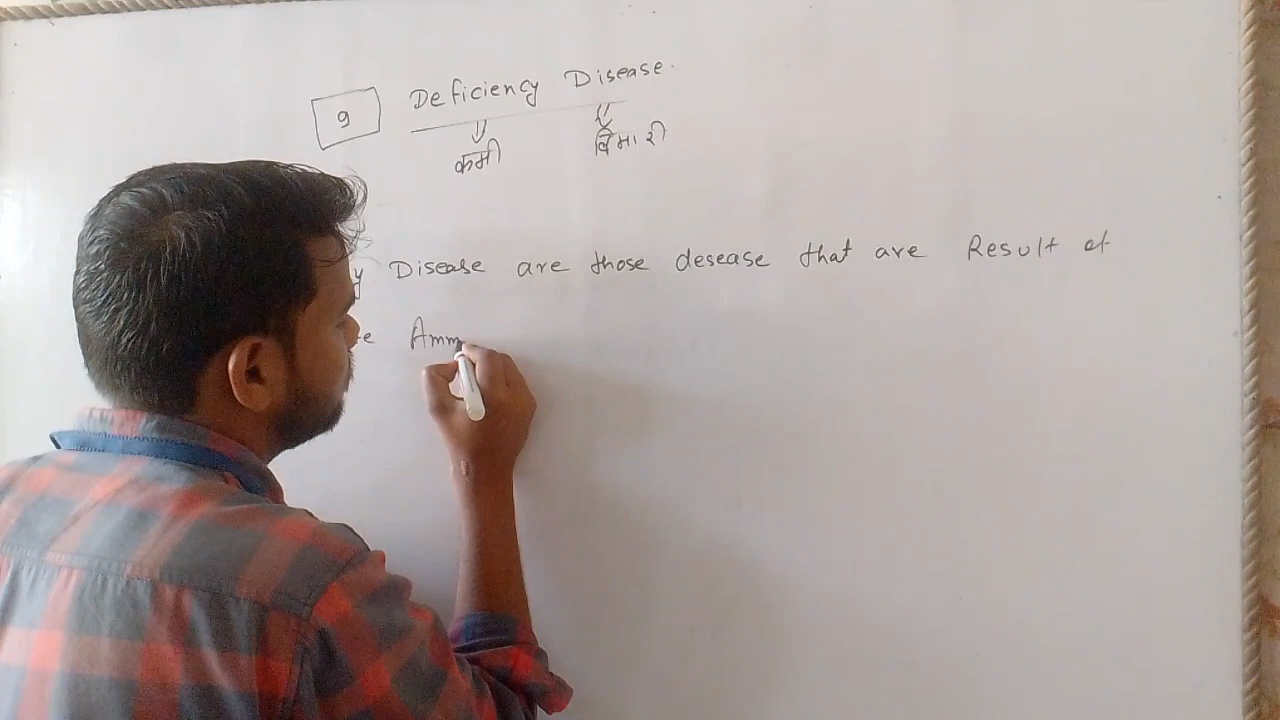 9 Deficiency Disease.
कमी बिमारी
y Disease are those desease that are Result of
e Amm